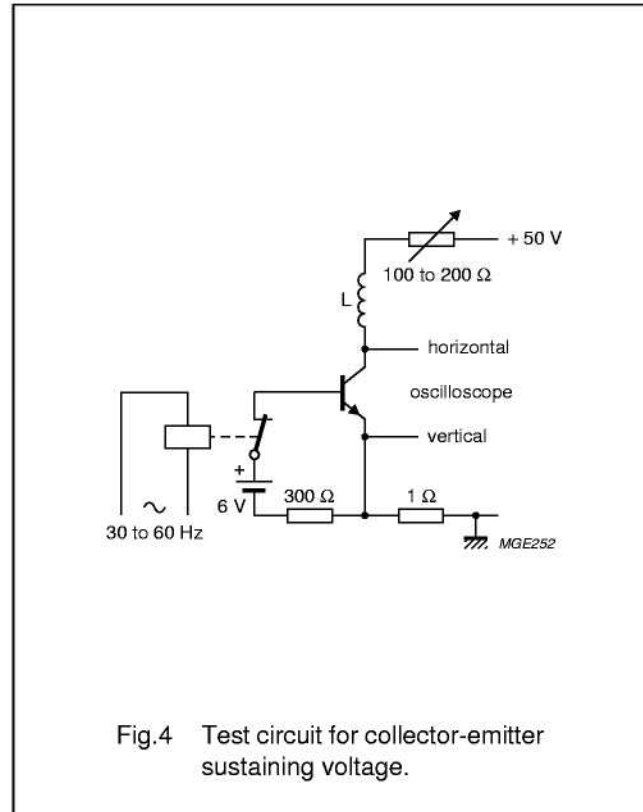 + 50 V
100 to 200 Ω
L
horizontal
oscilloscope
vertical
+
6 V
300 Ω
1 Ω
30 to 60 Hz
MGE252
Fig.4 Test circuit for collector-emitter
sustaining voltage.